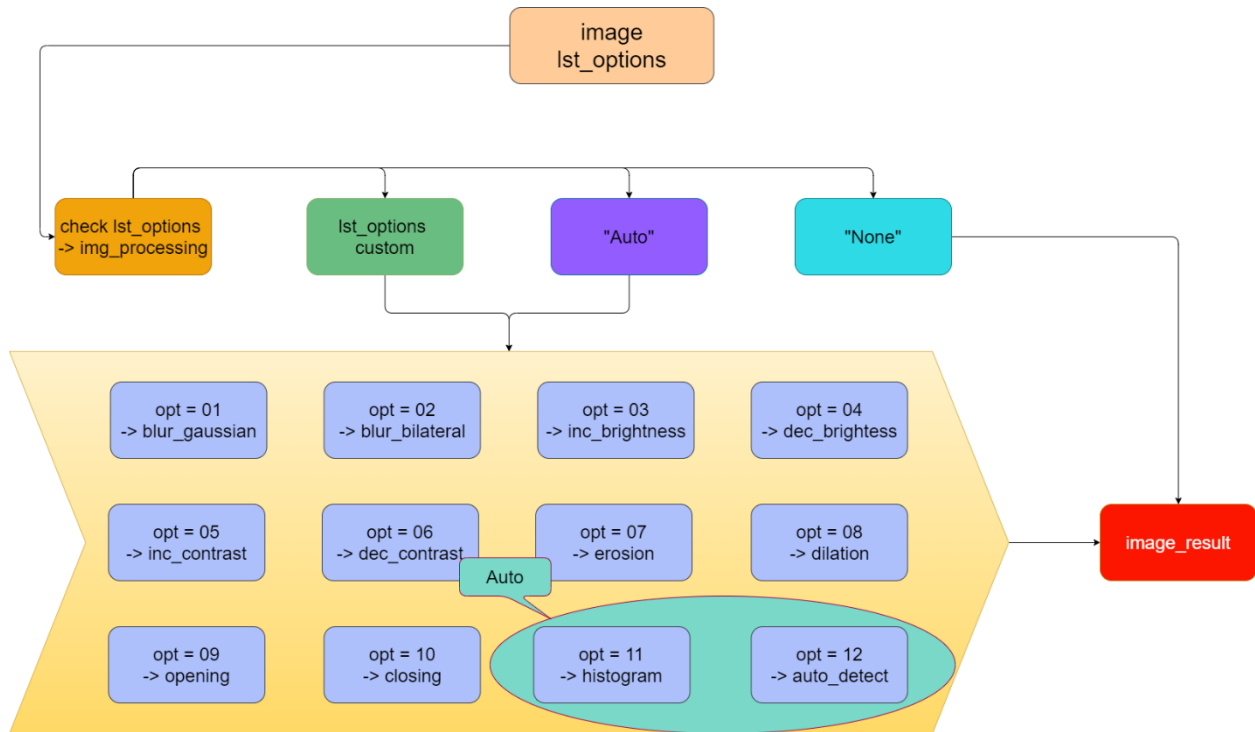 image
lst_options
check lst_options
-> img_processing
lst_options
custom
"Auto"
"None"
opt = 01
-> blur_gaussian
opt = 02
-> blur_bilateral
opt = 03
-> inc_brightness
opt = 04
-> dec_brightess
opt = 05
-> inc_contrast
opt = 06
-> dec_contrast
opt = 07
-> erosion
opt = 08
-> dilation
image_result
Auto
opt = 09
-> opening
opt = 10
-> closing
opt = 11
-> histogram
opt = 12
-> auto_detect